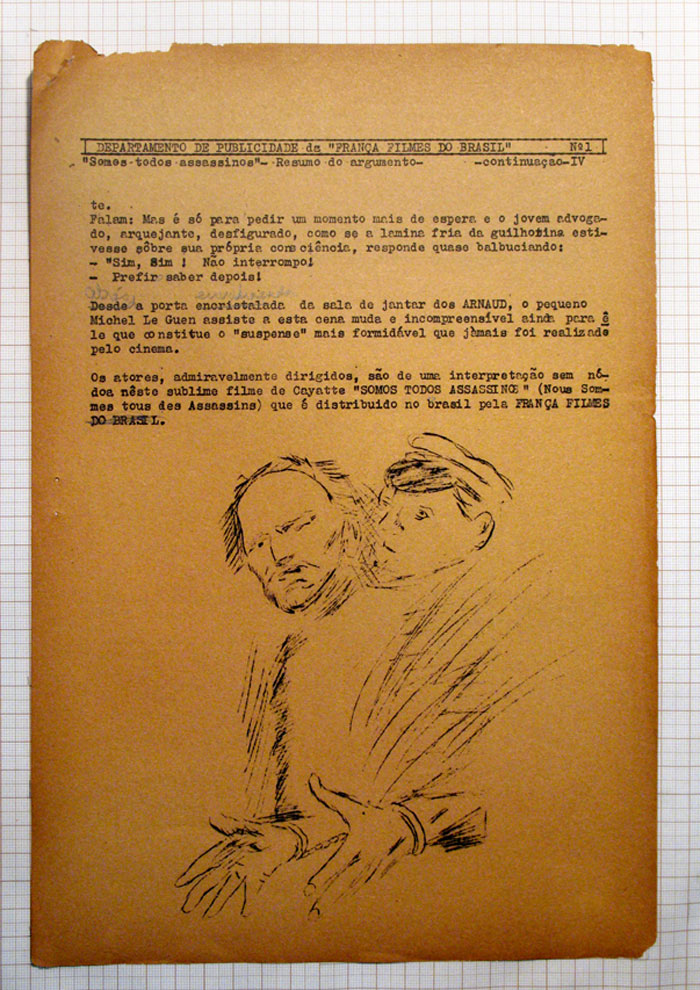 DEPARTAMENTO DE PUBLICIDADE da "FRANÇA FILMES DO BRASIL" Nº1
"Somos todos assassinos"- Resumo do argumento- -continuação-IV
te.
Falam: Mas é só para pedir um momento mais de espera e o jovem advoga-
do, arquejante, desfigurado, como se a lamina fria da guilhotina esti-
vesse sôbre sua própria consciência, responde quase balbuciando:
- "Sim, Sim ! Não interrompo!
- Prefir saber depois!
Desde a porta encristalada da sala de jantar dos ARNAUD, o pequeno
Michel Le Guen assiste a esta cena muda e incompreensivel ainda para ê
le que constitue o "suspense" mais formidável que jàmais foi realizado
pelo cinema.
Os atores, admiravelmente dirigidos, são de uma interpretação sem nó-
doa nêste sublime filme de Cayatte "SOMOS TODOS ASSASSINOS" (Nous Som-
mes tous des Assassins) que é distribuido no brasil pela FRANÇA FILMES
DO BRASIL.